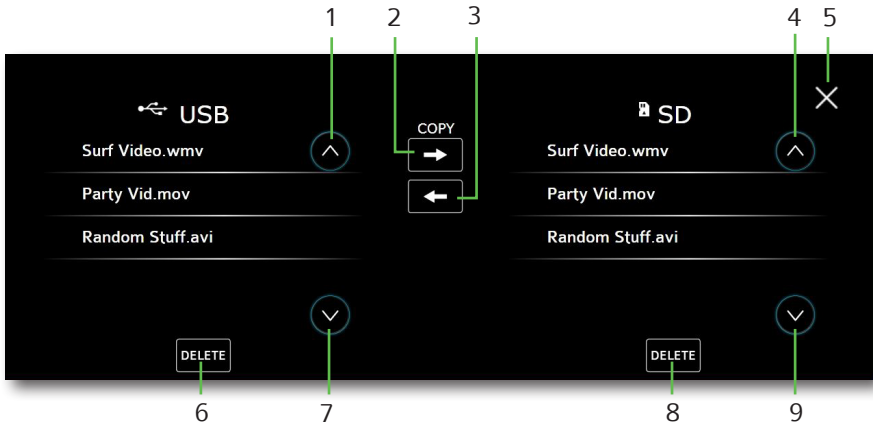 1 2 3 4 5
USB
COPY
SD
Surf Video.wmv
Party Vid.mov
Random Stuff.avi
Surf Video.wmv
Party Vid.mov
Random Stuff.avi
DELETE
DELETE
6 7 8 9